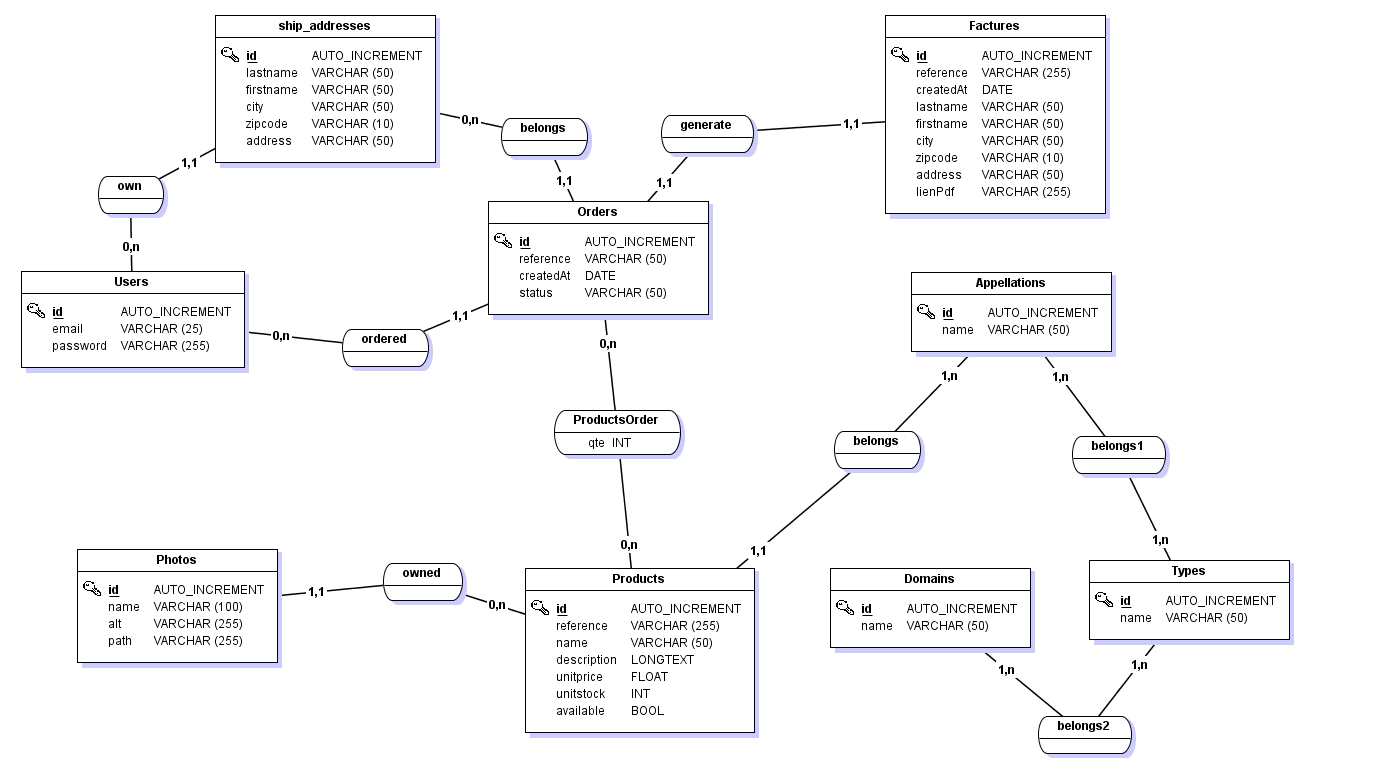 ship_addresses
id AUTO_INCREMENT
lastname VARCHAR (50)
firstname VARCHAR (50)
city VARCHAR (50)
zipcode VARCHAR (10)
address VARCHAR (50)
Factures
id AUTO_INCREMENT
reference VARCHAR (255)
createdAt DATE
lastname VARCHAR (50)
firstname VARCHAR (50)
city VARCHAR (50)
zipcode VARCHAR (10)
address VARCHAR (50)
lienPdf VARCHAR (255)
0,n
belongs
1,1
generate
1,1
1,1
1,1
own
0,n
Orders
id AUTO_INCREMENT
reference VARCHAR (50)
createdAt DATE
status VARCHAR (50)
Users
id AUTO_INCREMENT
email VARCHAR (25)
password VARCHAR (255)
0,n
ordered
1,1
Appellations
id AUTO_INCREMENT
name VARCHAR (50)
0,n
ProductsOrder
qte INT
0,n
1,n
belongs
1,1
1,n
belongs1
1,n
Photos
id AUTO_INCREMENT
name VARCHAR (100)
alt VARCHAR (255)
path VARCHAR (255)
1,1
owned
0,n
Products
id AUTO_INCREMENT
reference VARCHAR (255)
name VARCHAR (50)
description LONGTEXT
unitprice FLOAT
unitstock INT
available BOOL
Domains
id AUTO_INCREMENT
name VARCHAR (50)
Types
id AUTO_INCREMENT
name VARCHAR (50)
1,n
1,n
belongs2